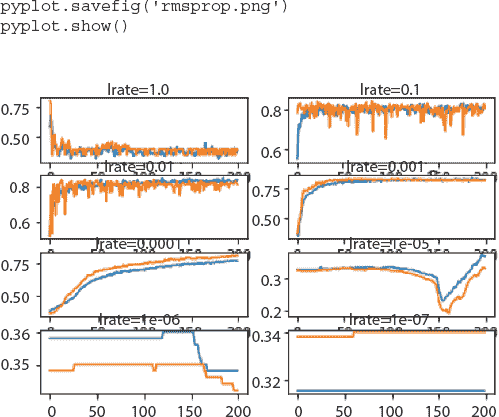 pyplot.savefig('rmsprop.png')
pyplot.show()
lrate=1.0 lrate=0.1
0.75 0.8
0.50 0.6
lrate=0.01 lrate=0.001
0.8 0.75
0.6 0.50
lrate=0.0001 lrate=1e-05
0.75 0.3
0.50 0.2
lrate=1e-06 lrate=1e-07
0.36 0.34
0.35 0.32
0 50 100 150 200 0 50 100 150 200